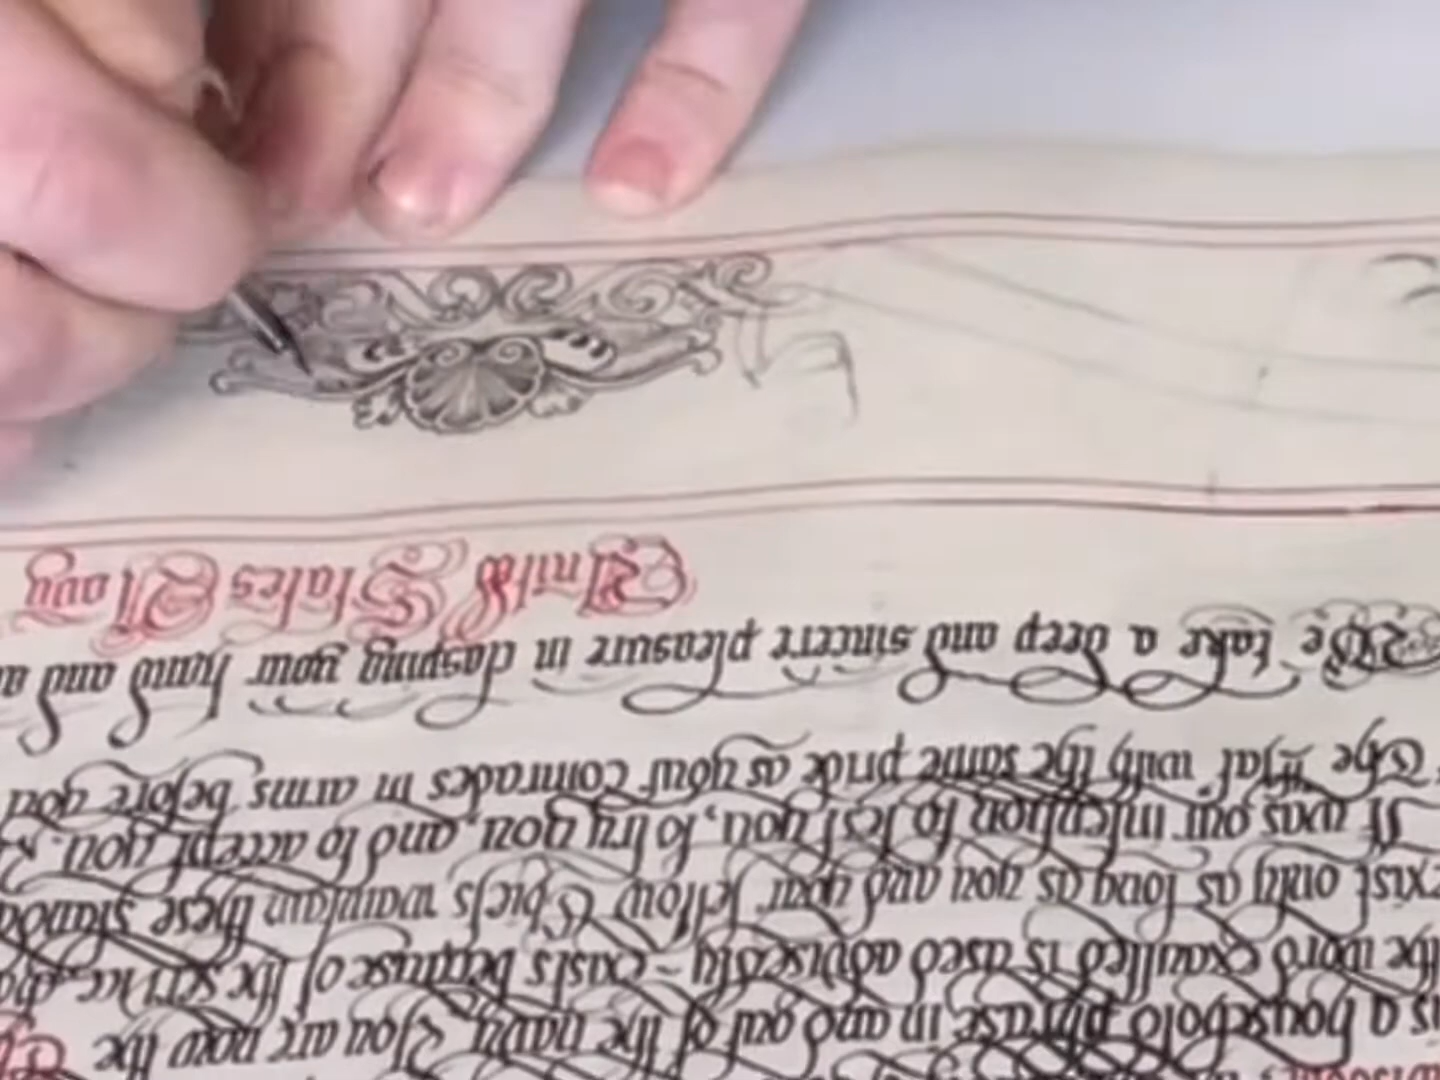 is a household phrase in and out of the navy. You are now the
the word exalted is used advisedly - exists because of the service,
exist only as long as you and your fellow Chiefs maintain these
It was our intention to test you, to try you, and to accept you.
The Hat" with the same pride as your comrades in arms before you
We take a deep and sincere pleasure in clasping your hand and
United States Navy